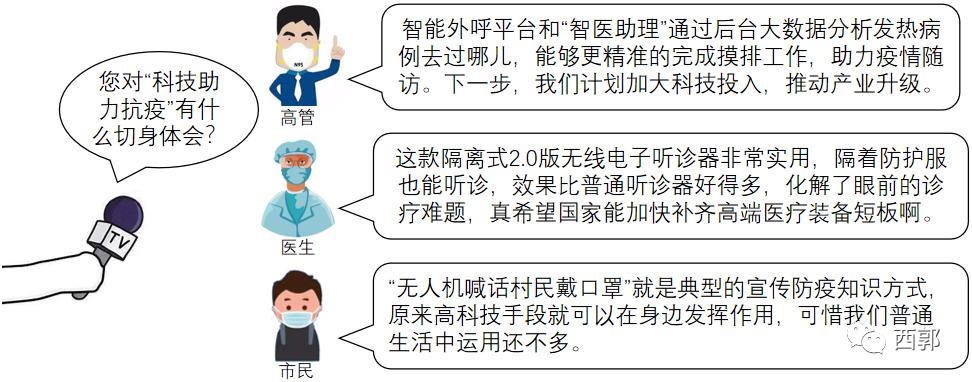 智能外呼平台和“智医助理”通过后台大数据分析发热病
例去过哪儿，能够更精准的完成摸排工作，助力疫情随
访。下一步，我们计划加大科技投入，推动产业升级。
N95
高管
您对“科技助
力抗疫”有什
么切身体会？
这款隔离式2.0版无线电子听诊器非常实用，隔着防护服
也能听诊，效果比普通听诊器好得多，化解了眼前的诊
疗难题，真希望国家能加快补齐高端医疗装备短板啊。
医生
TV
“无人机喊话村民戴口罩”就是典型的宣传防疫知识方式，
原来高科技手段就可以在身边发挥作用，可惜我们普通
生活中运用还不多。
市民
西郭